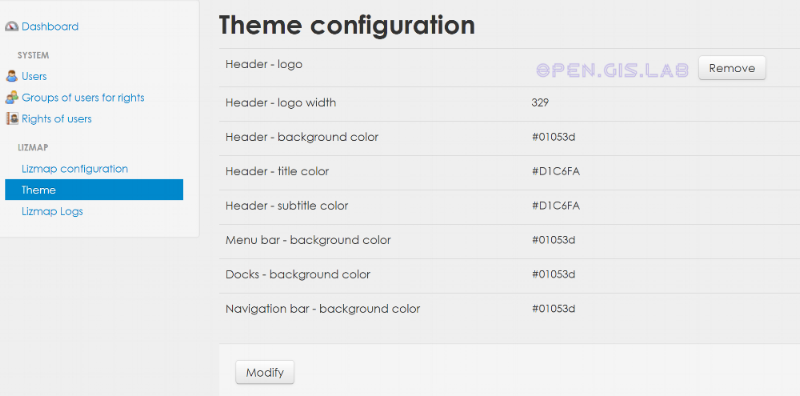 Dashboard
SYSTEM
Users
Groups of users for rights
Rights of users
LIZMAP
Lizmap configuration
Theme
Lizmap Logs
Theme configuration
Header - logo OPEN.GIS.LAB Remove
Header - logo width 329
Header - background color #01053d
Header - title color #D1C6FA
Header - subtitle color #D1C6FA
Menu bar - background color #01053d
Docks - background color #01053d
Navigation bar - background color #01053d
Modify